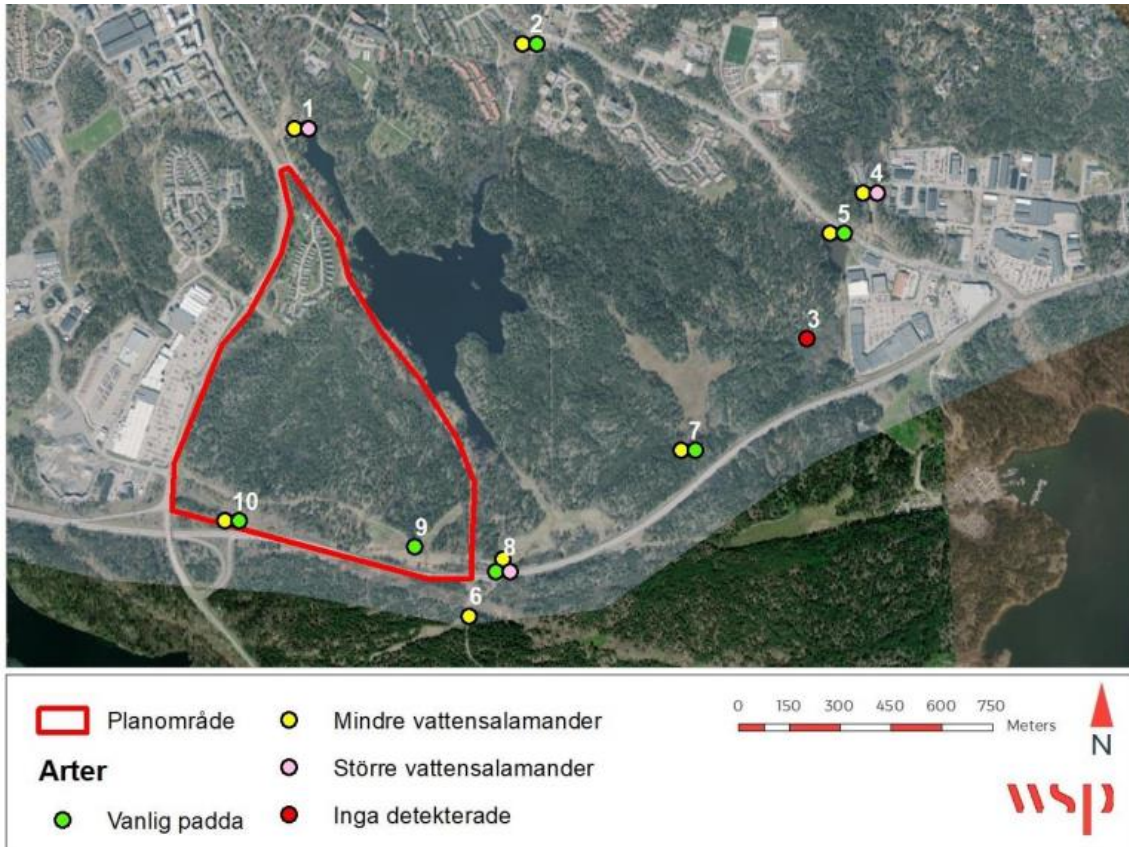 2
1
4
5
3
7
10
9
8
6
Planområde
Mindre vattensalamander
0 150 300 450 600 750
Meters
Arter
Större vattensalamander
N
Vanlig padda
Inga detekterade
wsp